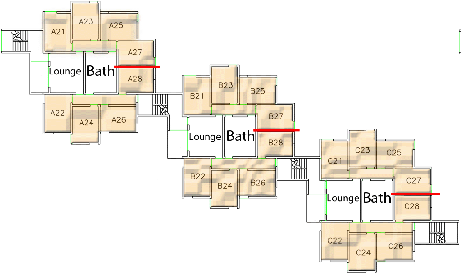 A21
A23
A25
A27
Lounge
Bath
A28
A22
A24
A26
B21
B23
B25
B27
Lounge
Bath
B28
B22
B24
B26
C21
C23
C25
C27
Lounge
Bath
C28
C22
C24
C26